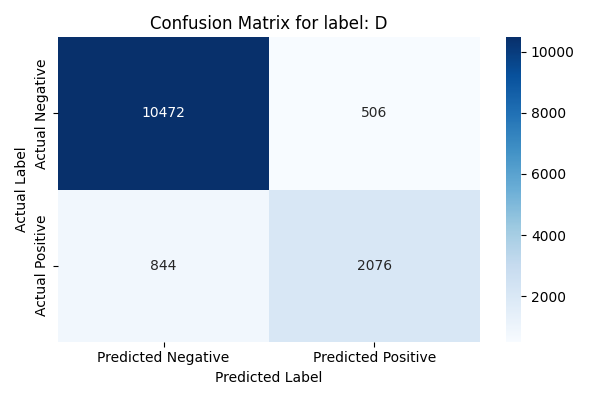 Confusion Matrix for label: D
Actual Label
Actual Negative
Actual Positive
10472
506
844
2076
Predicted Negative
Predicted Positive
Predicted Label
10000
8000
6000
4000
2000